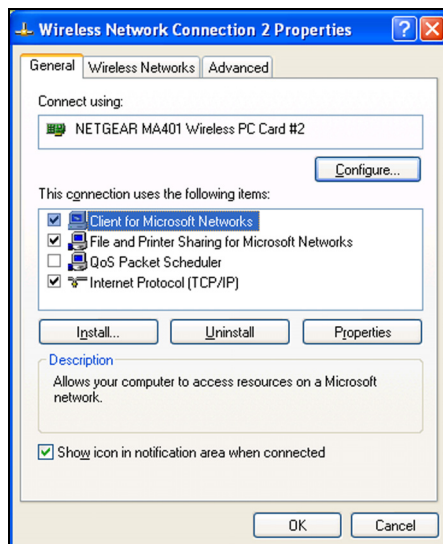 Wireless Network Connection 2 Properties
General Wireless Networks Advanced
Connect using:
NETGEAR MA401 Wireless PC Card #2
Configure...
This connection uses the following items:
Client for Microsoft Networks
File and Printer Sharing for Microsoft Networks
QoS Packet Scheduler
Internet Protocol (TCP/IP)
Install... Uninstall Properties
Description
Allows your computer to access resources on a Microsoft
network.
Show icon in notification area when connected
OK Cancel